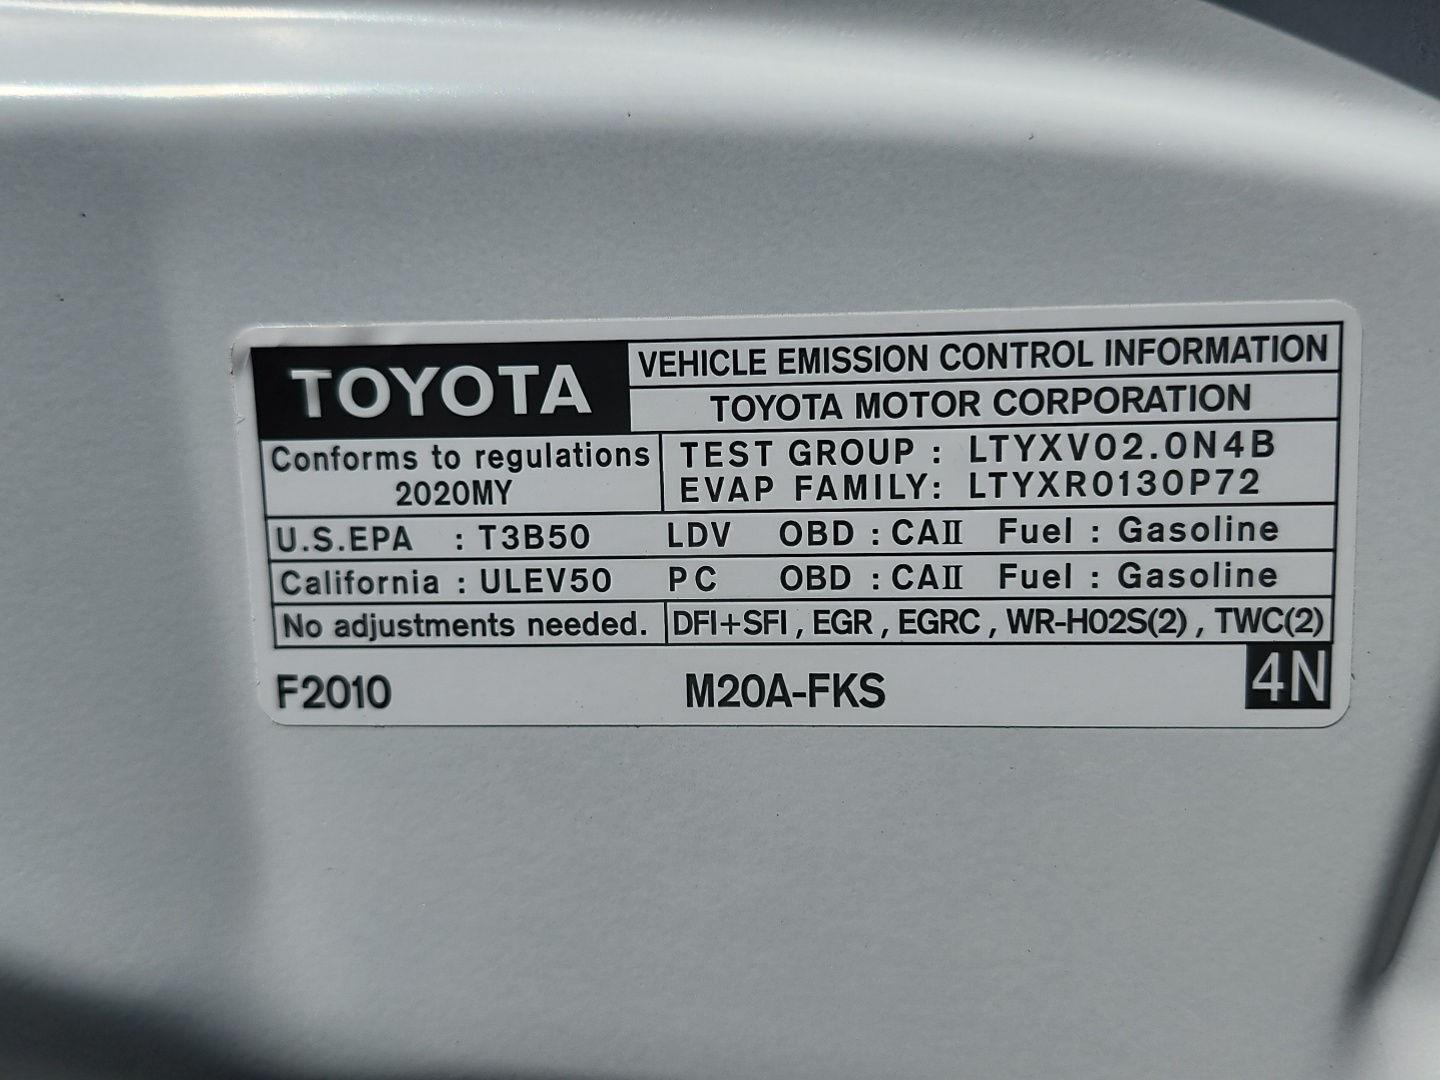 TOYOTA
VEHICLE EMISSION CONTROL INFORMATION
TOYOTA MOTOR CORPORATION
Conforms to regulations
2020MY
TEST GROUP : LTYXV02.0N4B
EVAP FAMILY: LTYXR0130P72
U.S.EPA : T3B50 LDV OBD : CAII Fuel : Gasoline
California : ULEV50 PC OBD : CAII Fuel : Gasoline
No adjustments needed. DFI+SFI , EGR , EGRC , WR-HO2S(2) , TWC(2)
F2010 M20A-FKS 4N